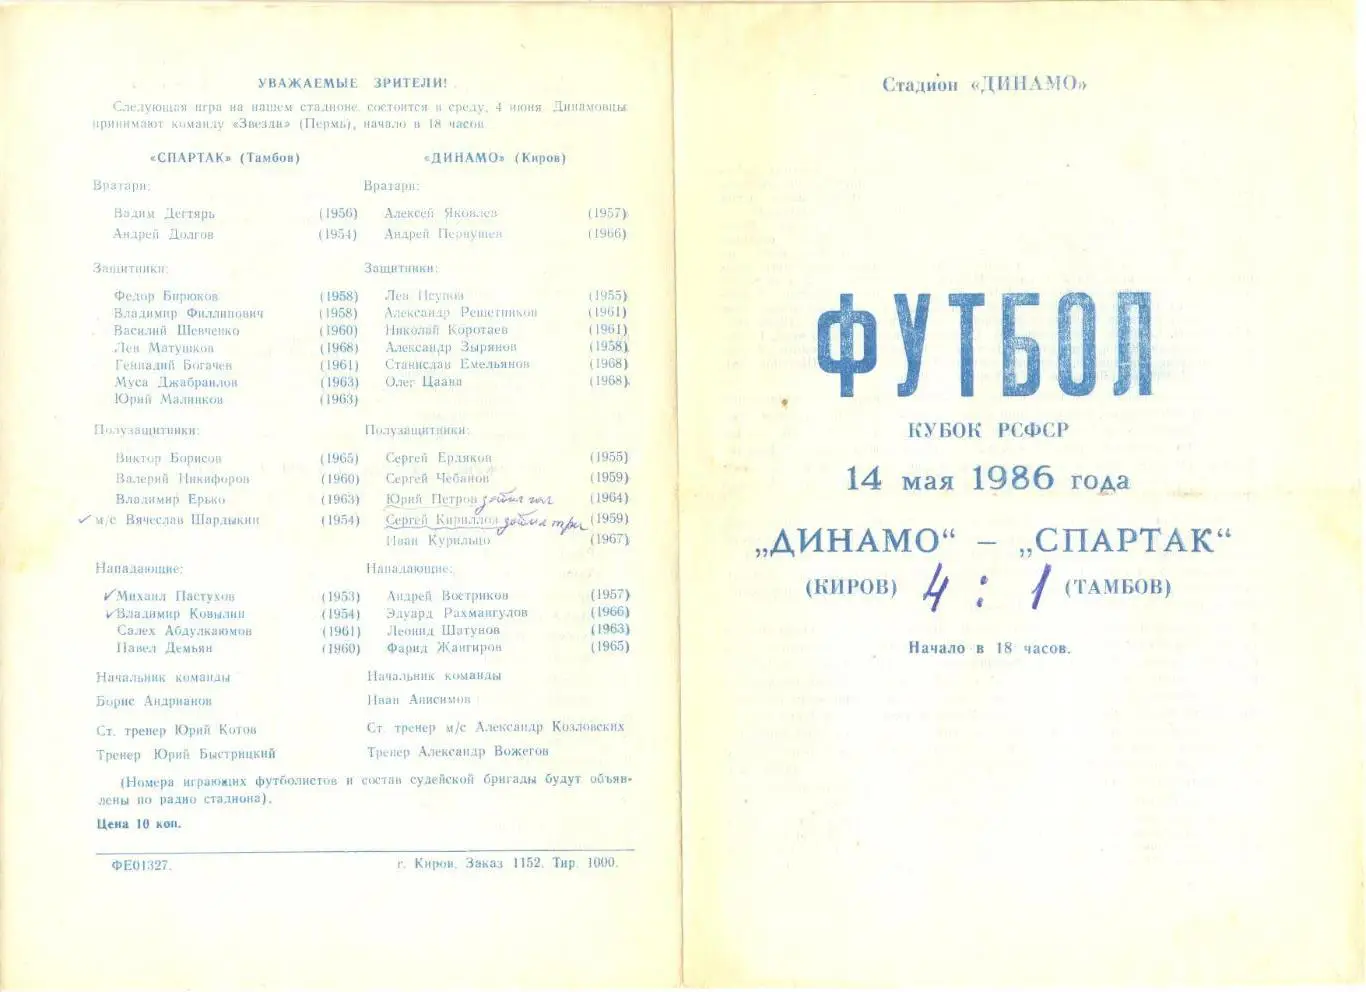 УВАЖАЕМЫЕ ЗРИТЕЛИ!
Следующая игра на нашем стадионе состоится в среду, 4 июня. Динамовцы
принимают команду «Звезда» (Пермь), начало в 18 часов
«СПАРТАК» (Тамбов)
Вратари:
Вадим Дегтярь (1956)
Андрей Долгов (1954)
Защитники:
Федор Бирюков (1958)
Владимир Филлипович (1958)
Василий Шевченко (1960)
Лев Матушков (1968)
Геннадий Богачев (1961)
Муса Джабраилов (1963)
Юрий Малинков (1963)
Полузащитники:
Виктор Борисов (1965)
Валерий Никифоров (1960)
Владимир Ерько (1963)
✓ м/с Вячеслав Шардыкин (1954)
Нападающие:
✓ Михаил Пастухов (1953)
✓ Владимир Ковылин (1954)
Салех Абдулкаюмов (1961)
Павел Демьян (1960)
Начальник команды
Борис Андрианов
Ст. тренер Юрий Котов
Тренер Юрий Быстрицкий
«ДИНАМО» (Киров)
Вратари:
Алексей Яковлев (1957)
Андрей Перпушев (1966)
Защитники:
Лев Исупов (1955)
Александр Решетников (1961)
Николай Коротаев (1961)
Александр Зырянов (1958)
Станислав Емельянов (1968)
Олег Цаава (1968)
Полузащитники:
Сергей Ердяков (1955)
Сергей Чебанов (1959)
Юрий Петров забил гол (1964)
Сергей Кириллов забил три (1959)
Иван Курильцо (1967)
Нападающие:
Андрей Востриков (1957)
Эдуард Рахмангулов (1966)
Леонид Шатунов (1963)
Фарид Жангиров (1965)
Начальник команды
Иван Анисимов
Ст. тренер м/с Александр Козловских
Тренер Александр Вожегов
(Номера играющих футболистов и состав судейской бригады будут объяв-
лены по радио стадиона).
Цена 10 коп.
ФЕ01327. г. Киров. Заказ 1152. Тир. 1000.
Стадион «ДИНАМО»
ФУТБОЛ
КУБОК РСФСР
14 мая 1986 года
„ДИНАМО“ – „СПАРТАК“
(КИРОВ) 4 : 1 (ТАМБОВ)
Начало в 18 часов.